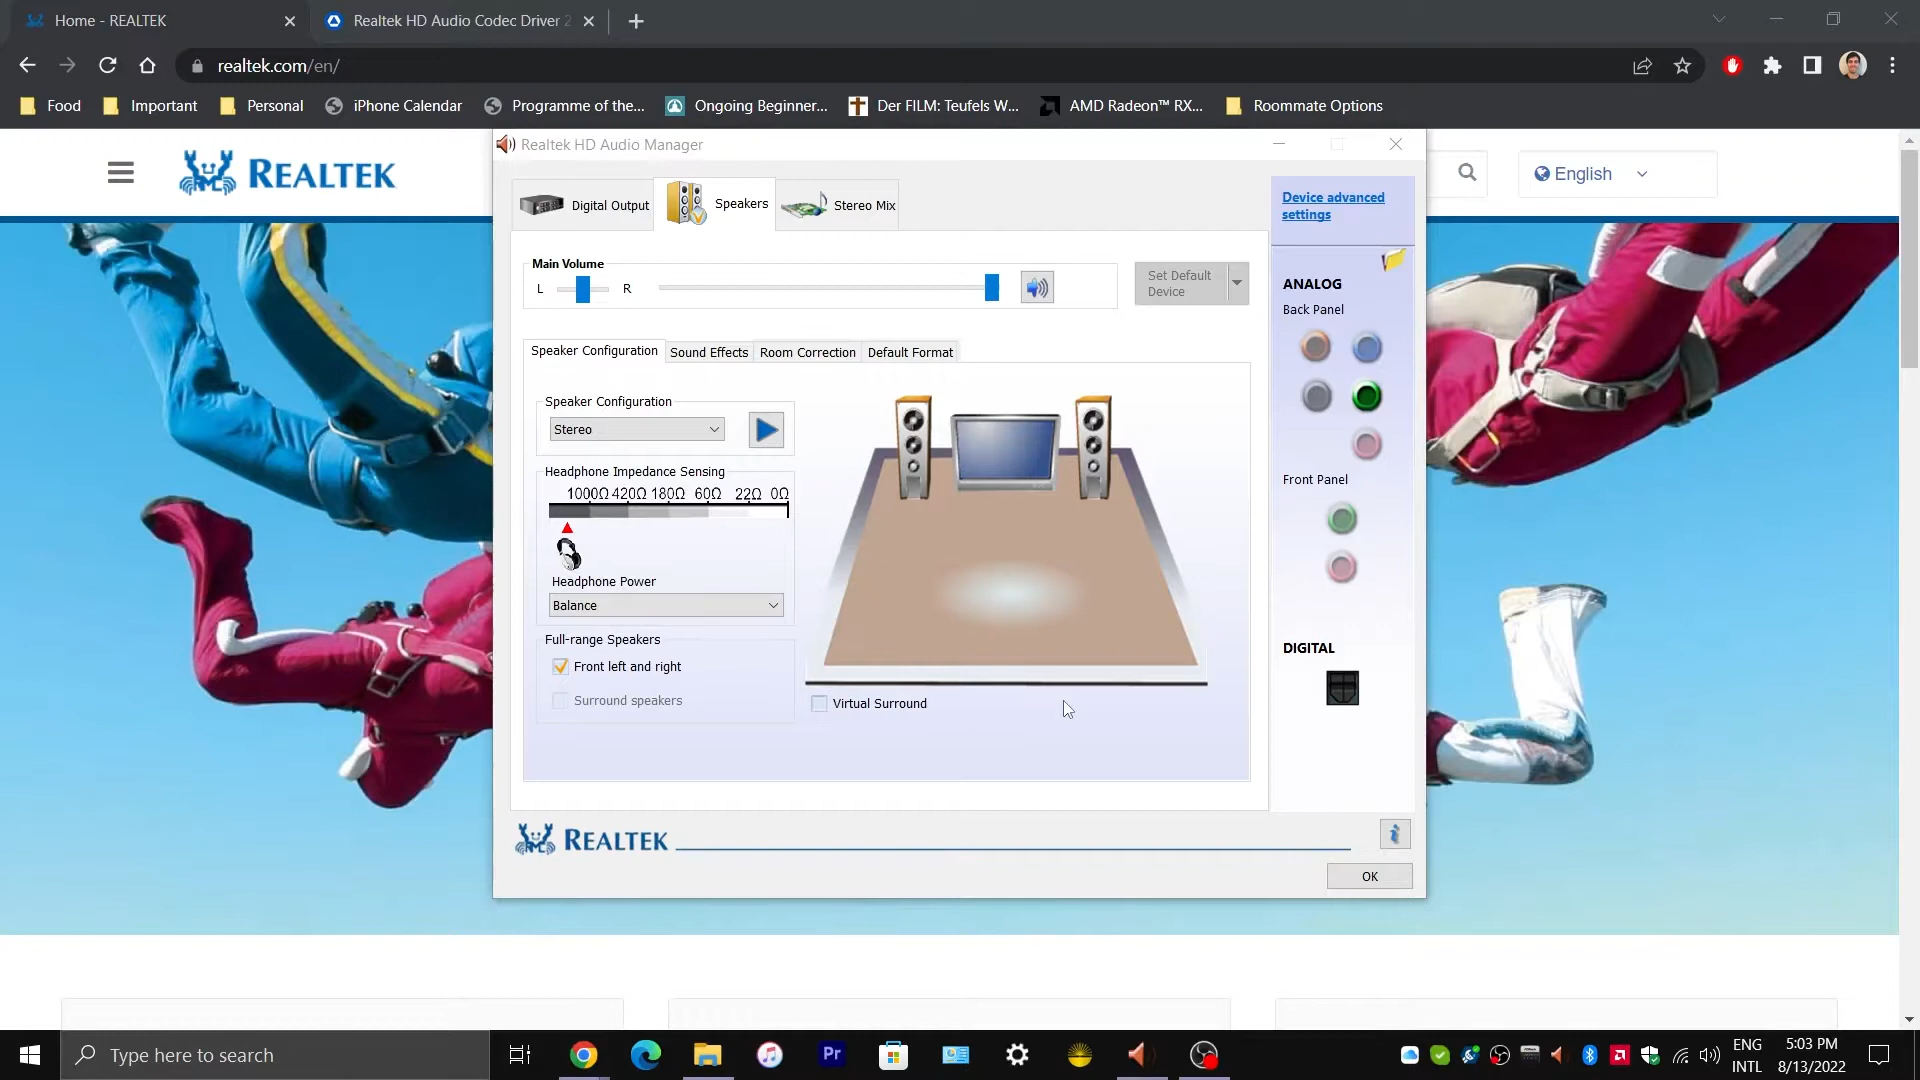 Home - REALTEK
Realtek HD Audio Codec Driver 2
realtek.com/en/
Food
Important
Personal
iPhone Calendar
Programme of the...
Ongoing Beginner...
Der FILM: Teufels W...
AMD Radeon™ RX...
Roommate Options
REALTEK
English
Realtek HD Audio Manager
Digital Output
Speakers
Stereo Mix
Device advanced
settings
Main Volume
L
R
Set Default
Device
ANALOG
Back Panel
Speaker Configuration
Sound Effects
Room Correction
Default Format
Speaker Configuration
Stereo
Headphone Impedance Sensing
1000Ω 420Ω 180Ω 60Ω 22Ω 0Ω
Front Panel
Headphone Power
Balance
Full-range Speakers
Front left and right
Surround speakers
Virtual Surround
DIGITAL
REALTEK
OK
Type here to search
Pr
ENG
INTL
5:03 PM
8/13/2022